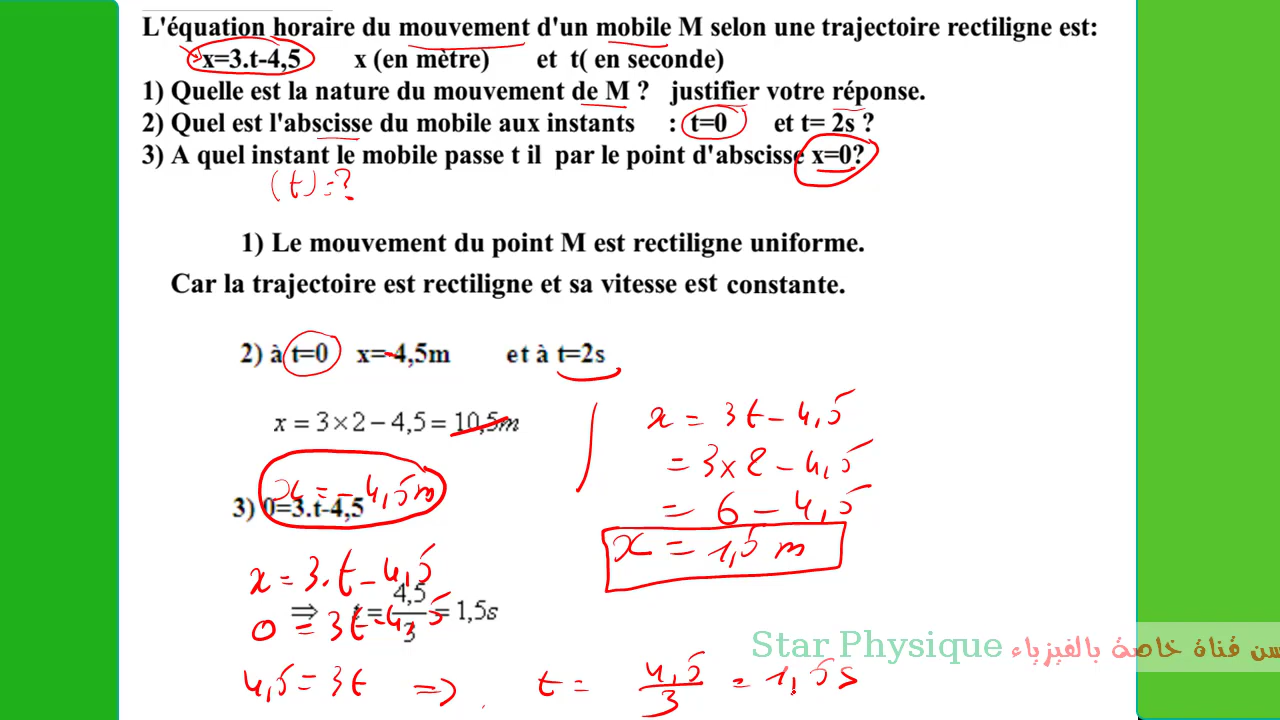 L'équation horaire du mouvement d'un mobile M selon une trajectoire rectiligne est:
x=3.t-4,5 x (en mètre) et t( en seconde)
1) Quelle est la nature du mouvement de M ? justifier votre réponse.
2) Quel est l'abscisse du mobile aux instants : t=0 et t= 2s ?
3) A quel instant le mobile passe t il par le point d'abscisse x=0?
(t)=?
1) Le mouvement du point M est rectiligne uniforme.
Car la trajectoire est rectiligne et sa vitesse est constante.
2) à t=0 x=-4,5m et à t=2s
x = 3×2 − 4,5 = 10,5m
x = 3t - 4,5
= 3×2 - 4,5
= 6 - 4,5
x = 1,5 m
x = -4,5m
3) 0=3.t-4,5
x = 3.t - 4,5
⇒ t = 4,5/3 = 1,5s
0 = 3t - 4,5
4,5 = 3t => t = 4,5/3 = 1,5s
Star Physique سن قناة خاصة بالفيزياء